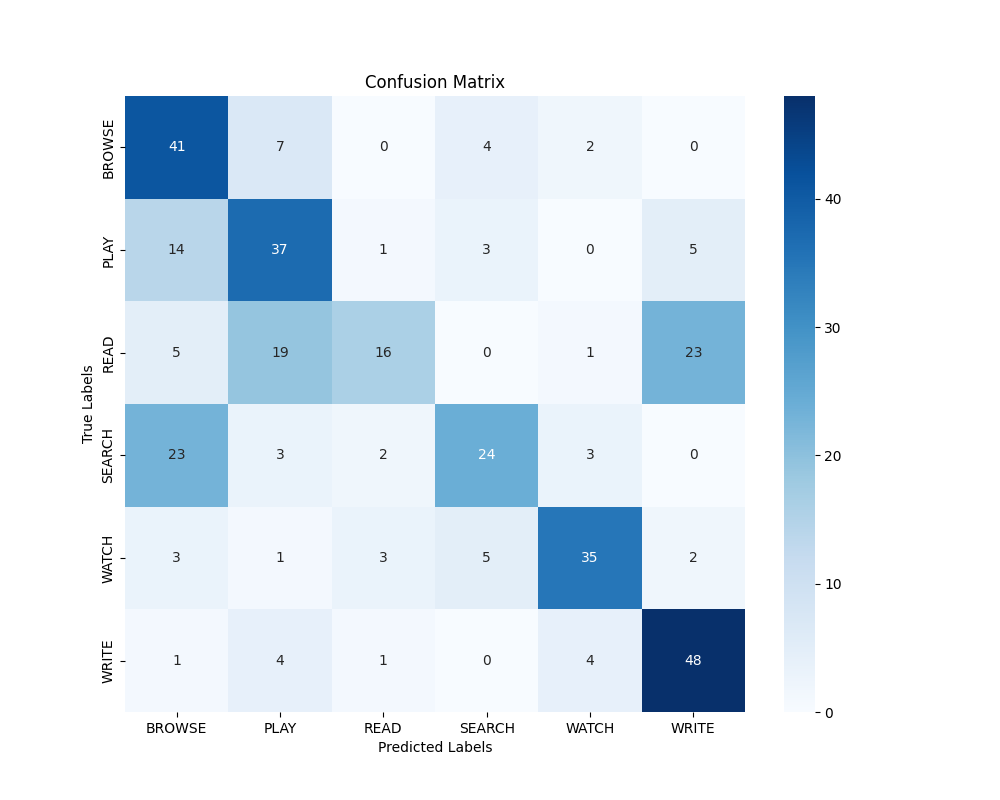 Confusion Matrix
True Labels
BROWSE 41 7 0 4 2 0
PLAY 14 37 1 3 0 5
READ 5 19 16 0 1 23
SEARCH 23 3 2 24 3 0
WATCH 3 1 3 5 35 2
WRITE 1 4 1 0 4 48
BROWSE PLAY READ SEARCH WATCH WRITE
Predicted Labels
40
30
20
10
0